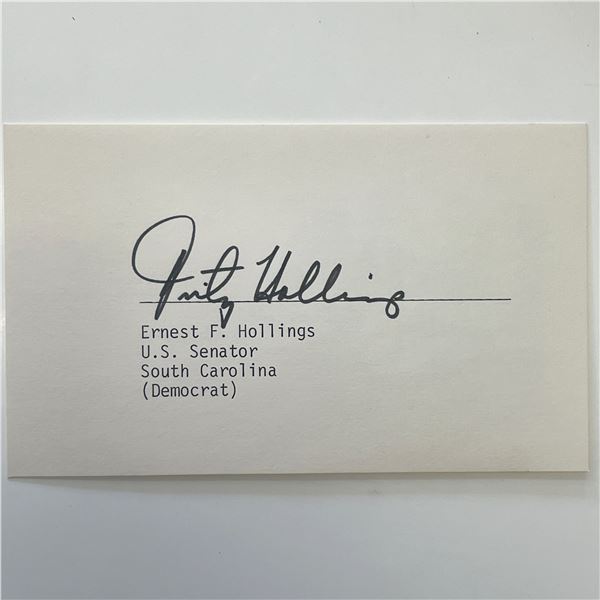 Fritz Hollings
Ernest F. Hollings
U.S. Senator
South Carolina
(Democrat)